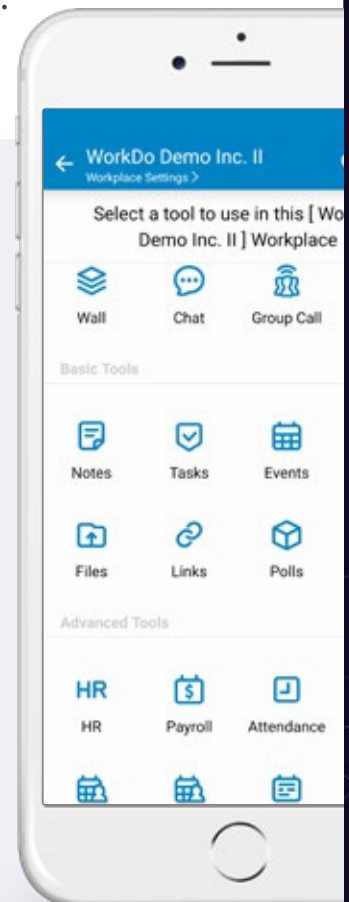 WorkDo Demo Inc. II
Workplace Settings >
Select a tool to use in this [ Wo
Demo Inc. II ] Workplace
Wall Chat Group Call
Basic Tools
Notes Tasks Events
Files Links Polls
Advanced Tools
HR $
HR Payroll Attendance